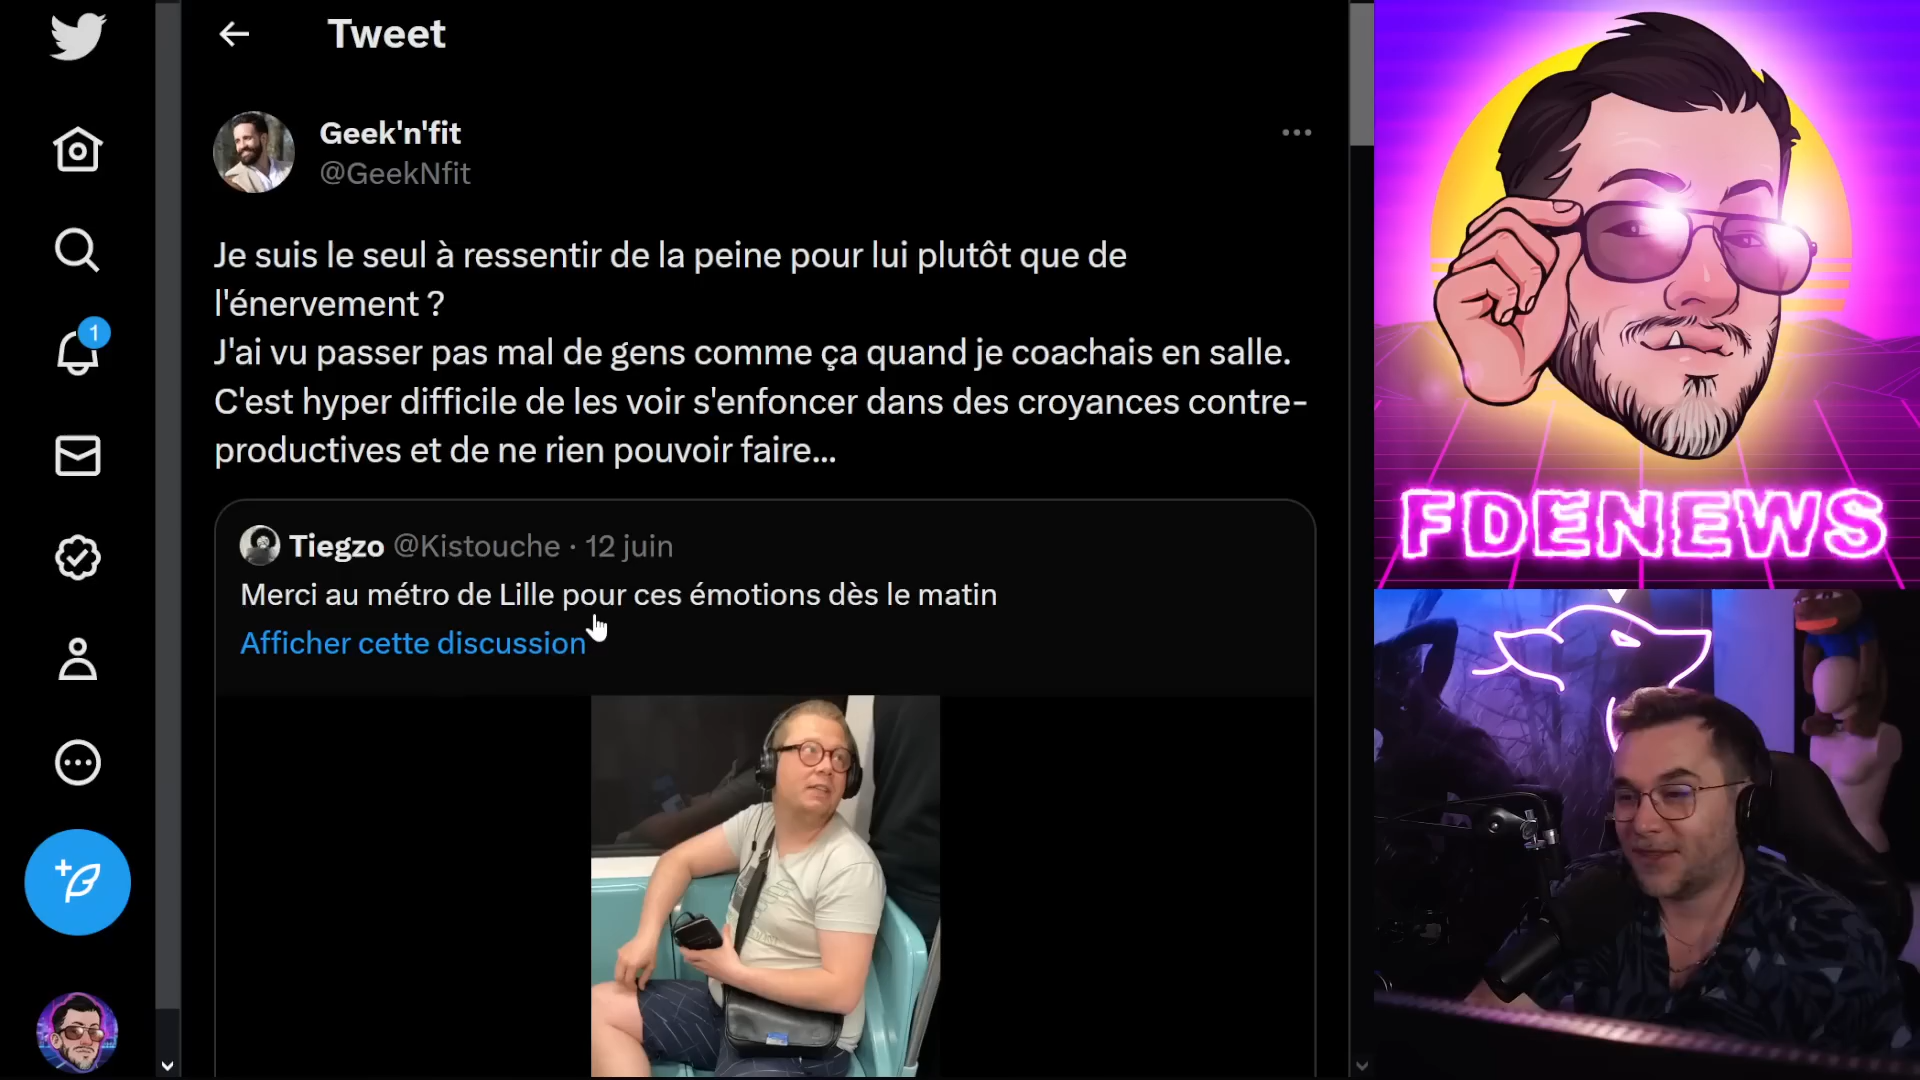 Tweet
Geek'n'fit
@GeekNfit
Je suis le seul à ressentir de la peine pour lui plutôt que de
l'énervement ?
J'ai vu passer pas mal de gens comme ça quand je coachais en salle.
C'est hyper difficile de les voir s'enfoncer dans des croyances contre-
productives et de ne rien pouvoir faire...
1
Tiegzo @Kistouche · 12 juin
Merci au métro de Lille pour ces émotions dès le matin
Afficher cette discussion
FDENEWS